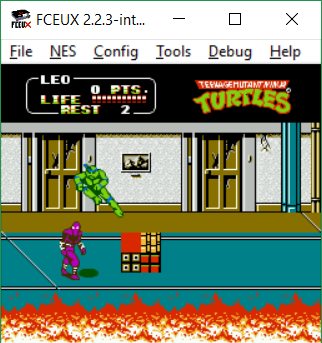 FCEUX 2.2.3-int...
File NES Config Tools Debug Help
LEO
0 PTS.
LIFE
REST 2
TEENAGE MUTANT NINJA
TURTLES